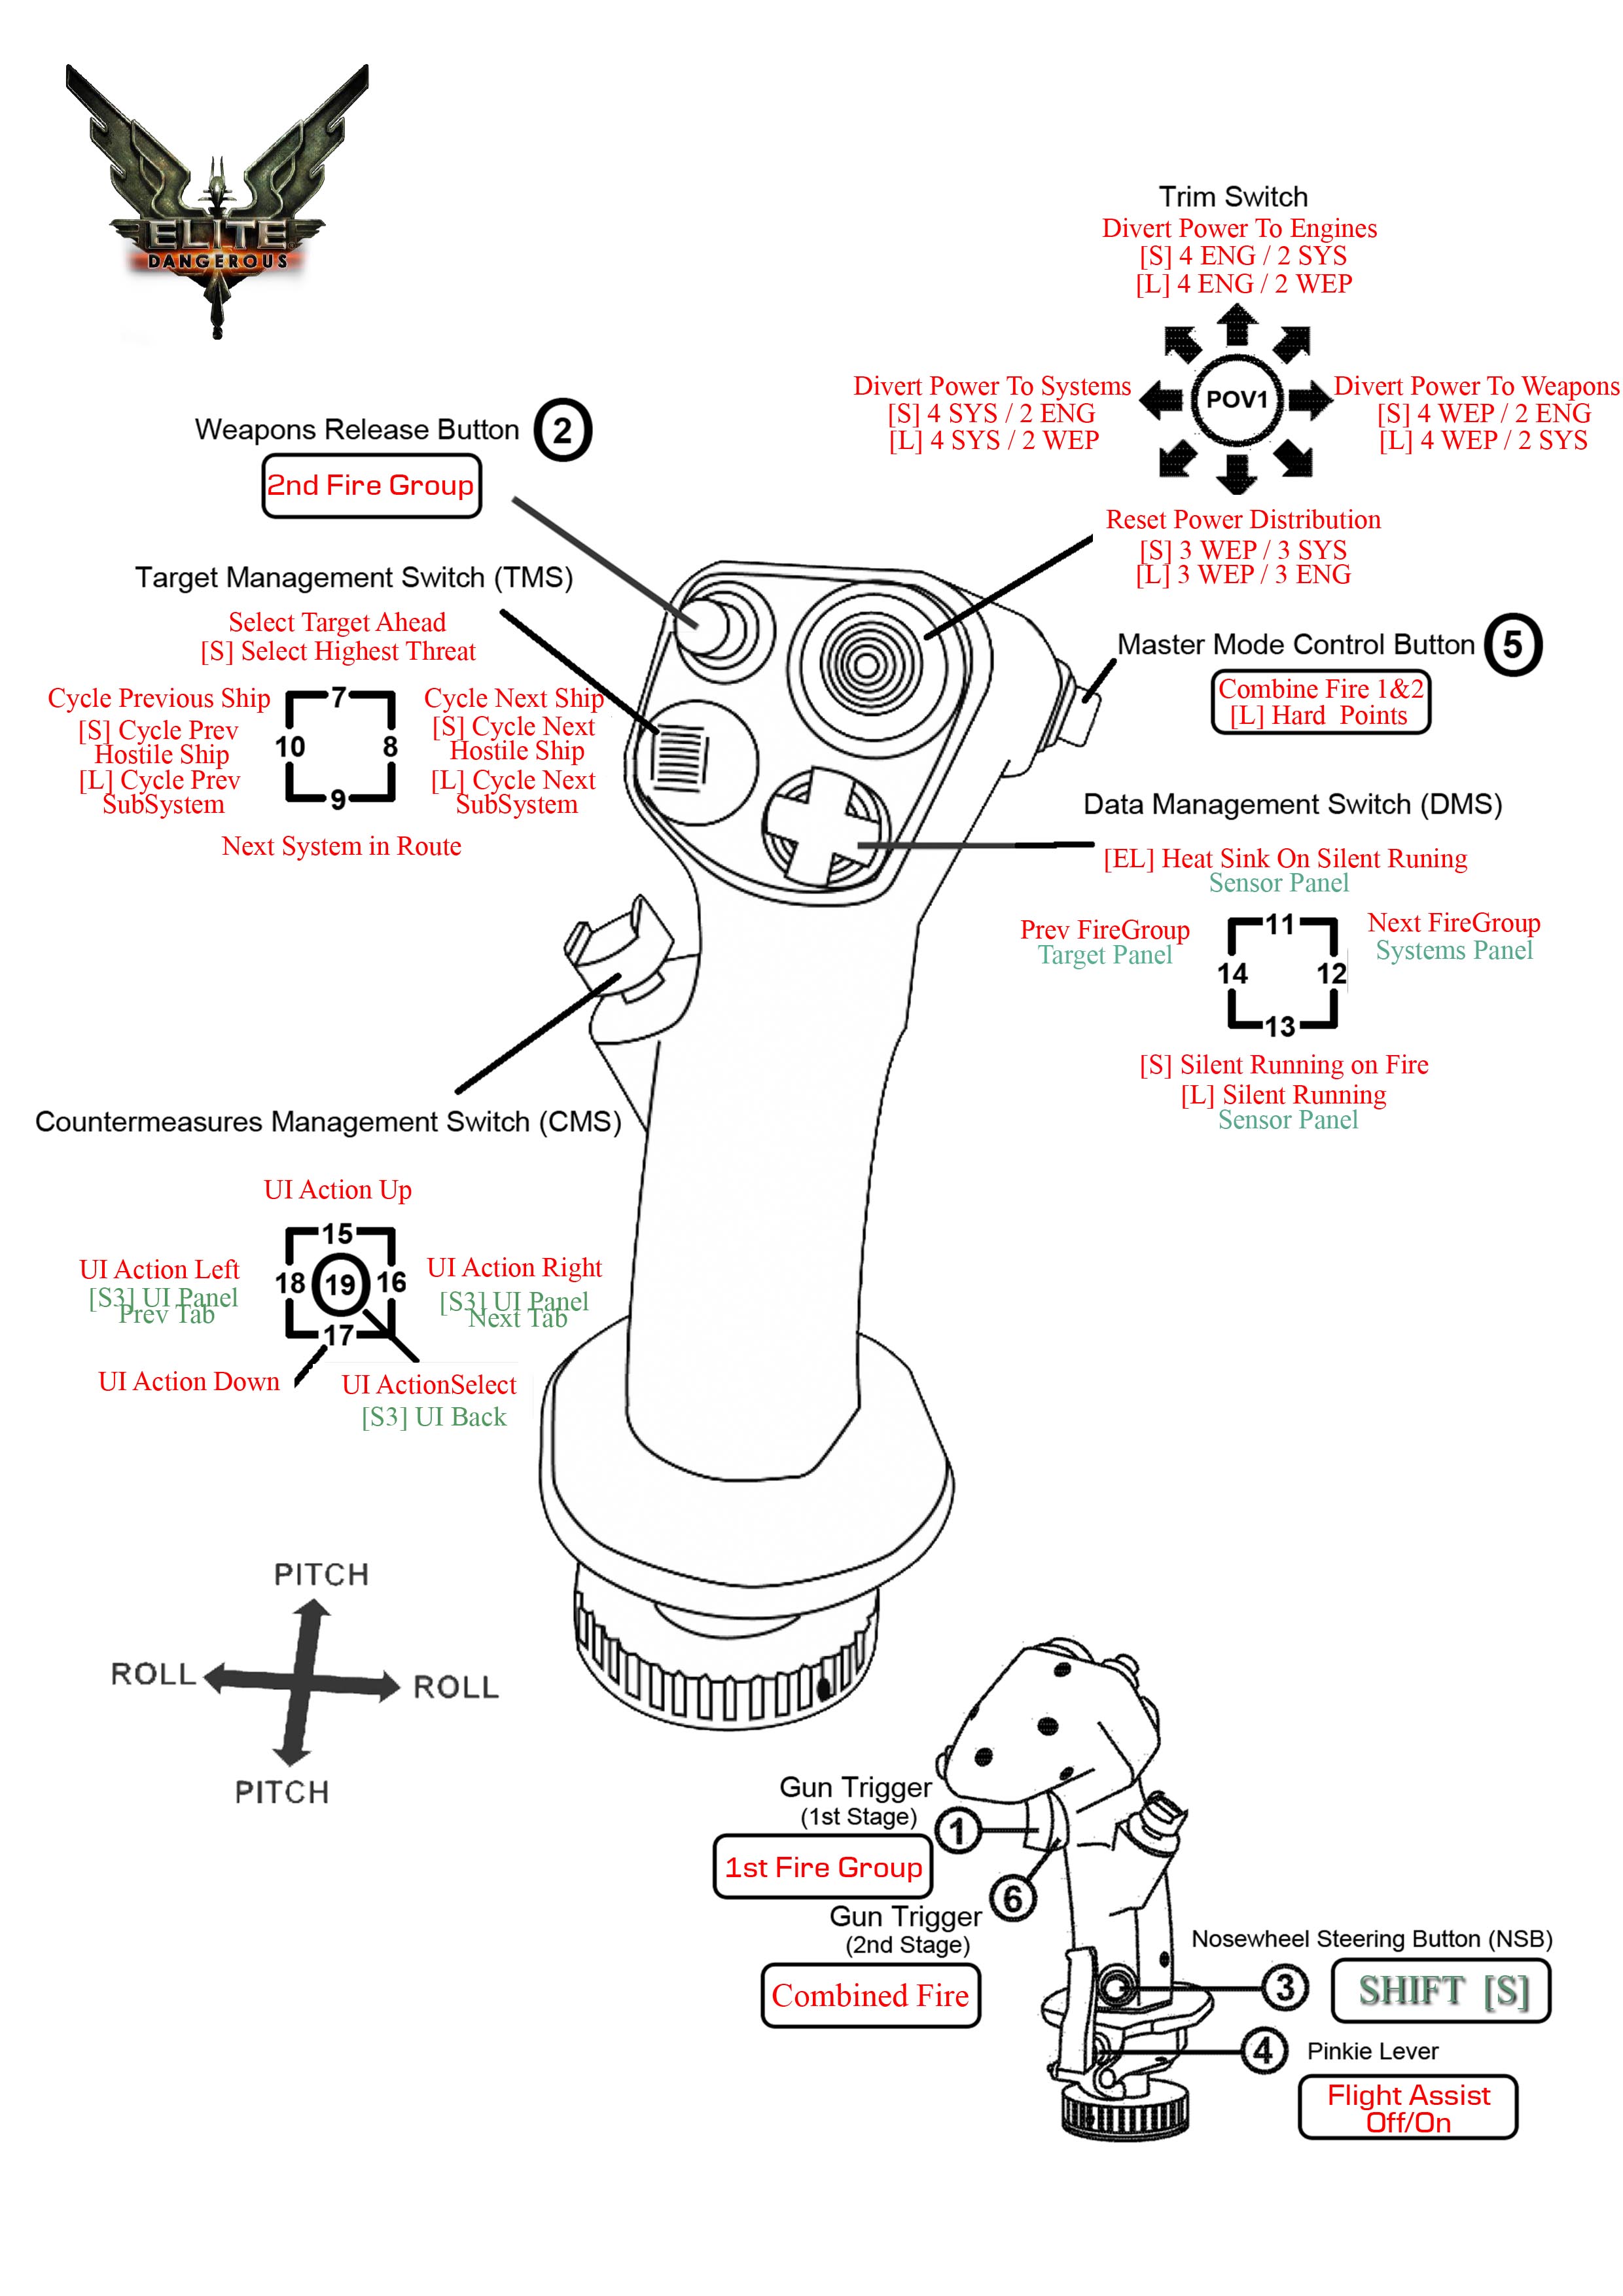 ELITE
DANGEROUS
Trim Switch
Divert Power To Engines
[S] 4 ENG / 2 SYS
[L] 4 ENG / 2 WEP
Divert Power To Systems
[S] 4 SYS / 2 ENG
[L] 4 SYS / 2 WEP
POV1
Divert Power To Weapons
[S] 4 WEP / 2 ENG
[L] 4 WEP / 2 SYS
Reset Power Distribution
[S] 3 WEP / 3 SYS
[L] 3 WEP / 3 ENG
Weapons Release Button 2
2nd Fire Group
Target Management Switch (TMS)
Select Target Ahead
[S] Select Highest Threat
Cycle Previous Ship
[S] Cycle Prev
Hostile Ship
[L] Cycle Prev
SubSystem
7
10 8
9
Cycle Next Ship
[S] Cycle Next
Hostile Ship
[L] Cycle Next
SubSystem
Next System in Route
Master Mode Control Button 5
Combine Fire 1&2
[L] Hard Points
Data Management Switch (DMS)
[EL] Heat Sink On Silent Runing
Sensor Panel
Prev FireGroup
Target Panel
11
14 12
13
Next FireGroup
Systems Panel
[S] Silent Running on Fire
[L] Silent Running
Sensor Panel
Countermeasures Management Switch (CMS)
UI Action Up
UI Action Left
[S3] UI Panel
Prev Tab
15
18 19 16
17
UI Action Right
[S3] UI Panel
Next Tab
UI Action Down
UI ActionSelect
[S3] UI Back
PITCH
ROLL ROLL
PITCH
Gun Trigger
(1st Stage)
1
1st Fire Group
6
Gun Trigger
(2nd Stage)
Combined Fire
Nosewheel Steering Button (NSB)
3
SHIFT [S]
4 Pinkie Lever
Flight Assist
Off/On